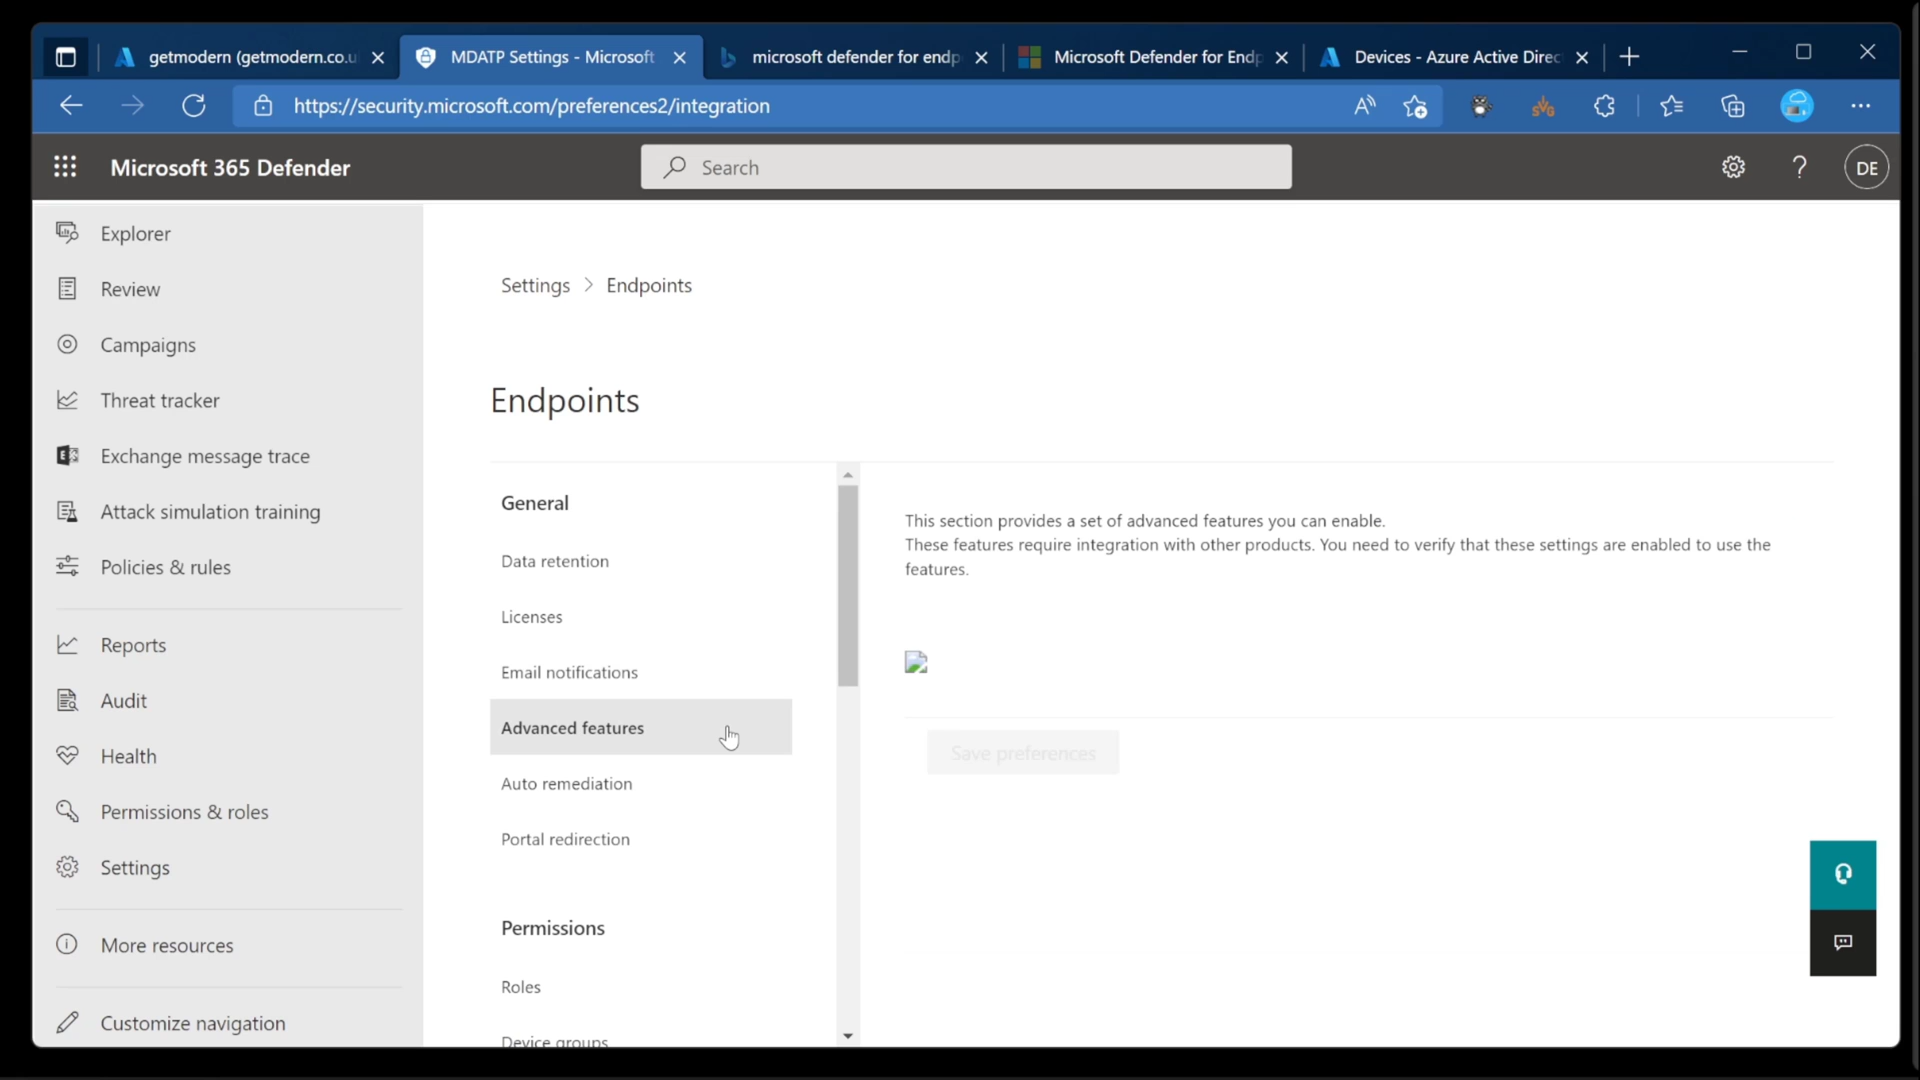 getmodern (getmodern.co.u
MDATP Settings - Microsoft
microsoft defender for endp
Microsoft Defender for Endp
Devices - Azure Active Direc
https://security.microsoft.com/preferences2/integration
Microsoft 365 Defender
Search
DE
Explorer
Review
Campaigns
Threat tracker
Exchange message trace
Attack simulation training
Policies & rules
Reports
Audit
Health
Permissions & roles
Settings
More resources
Customize navigation
Settings > Endpoints
Endpoints
General
Data retention
Licenses
Email notifications
Advanced features
Auto remediation
Portal redirection
Permissions
Roles
Device groups
This section provides a set of advanced features you can enable.
These features require integration with other products. You need to verify that these settings are enabled to use the
features.
Save preferences